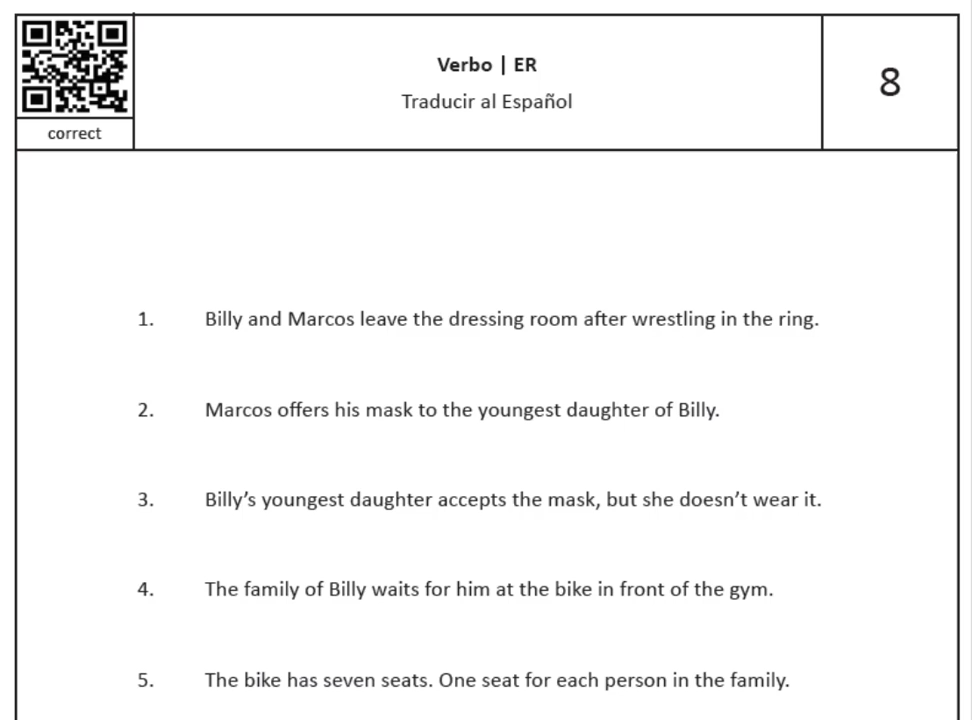 correct
Verbo | ER
Traducir al Español
8
1. Billy and Marcos leave the dressing room after wrestling in the ring.
2. Marcos offers his mask to the youngest daughter of Billy.
3. Billy’s youngest daughter accepts the mask, but she doesn’t wear it.
4. The family of Billy waits for him at the bike in front of the gym.
5. The bike has seven seats. One seat for each person in the family.